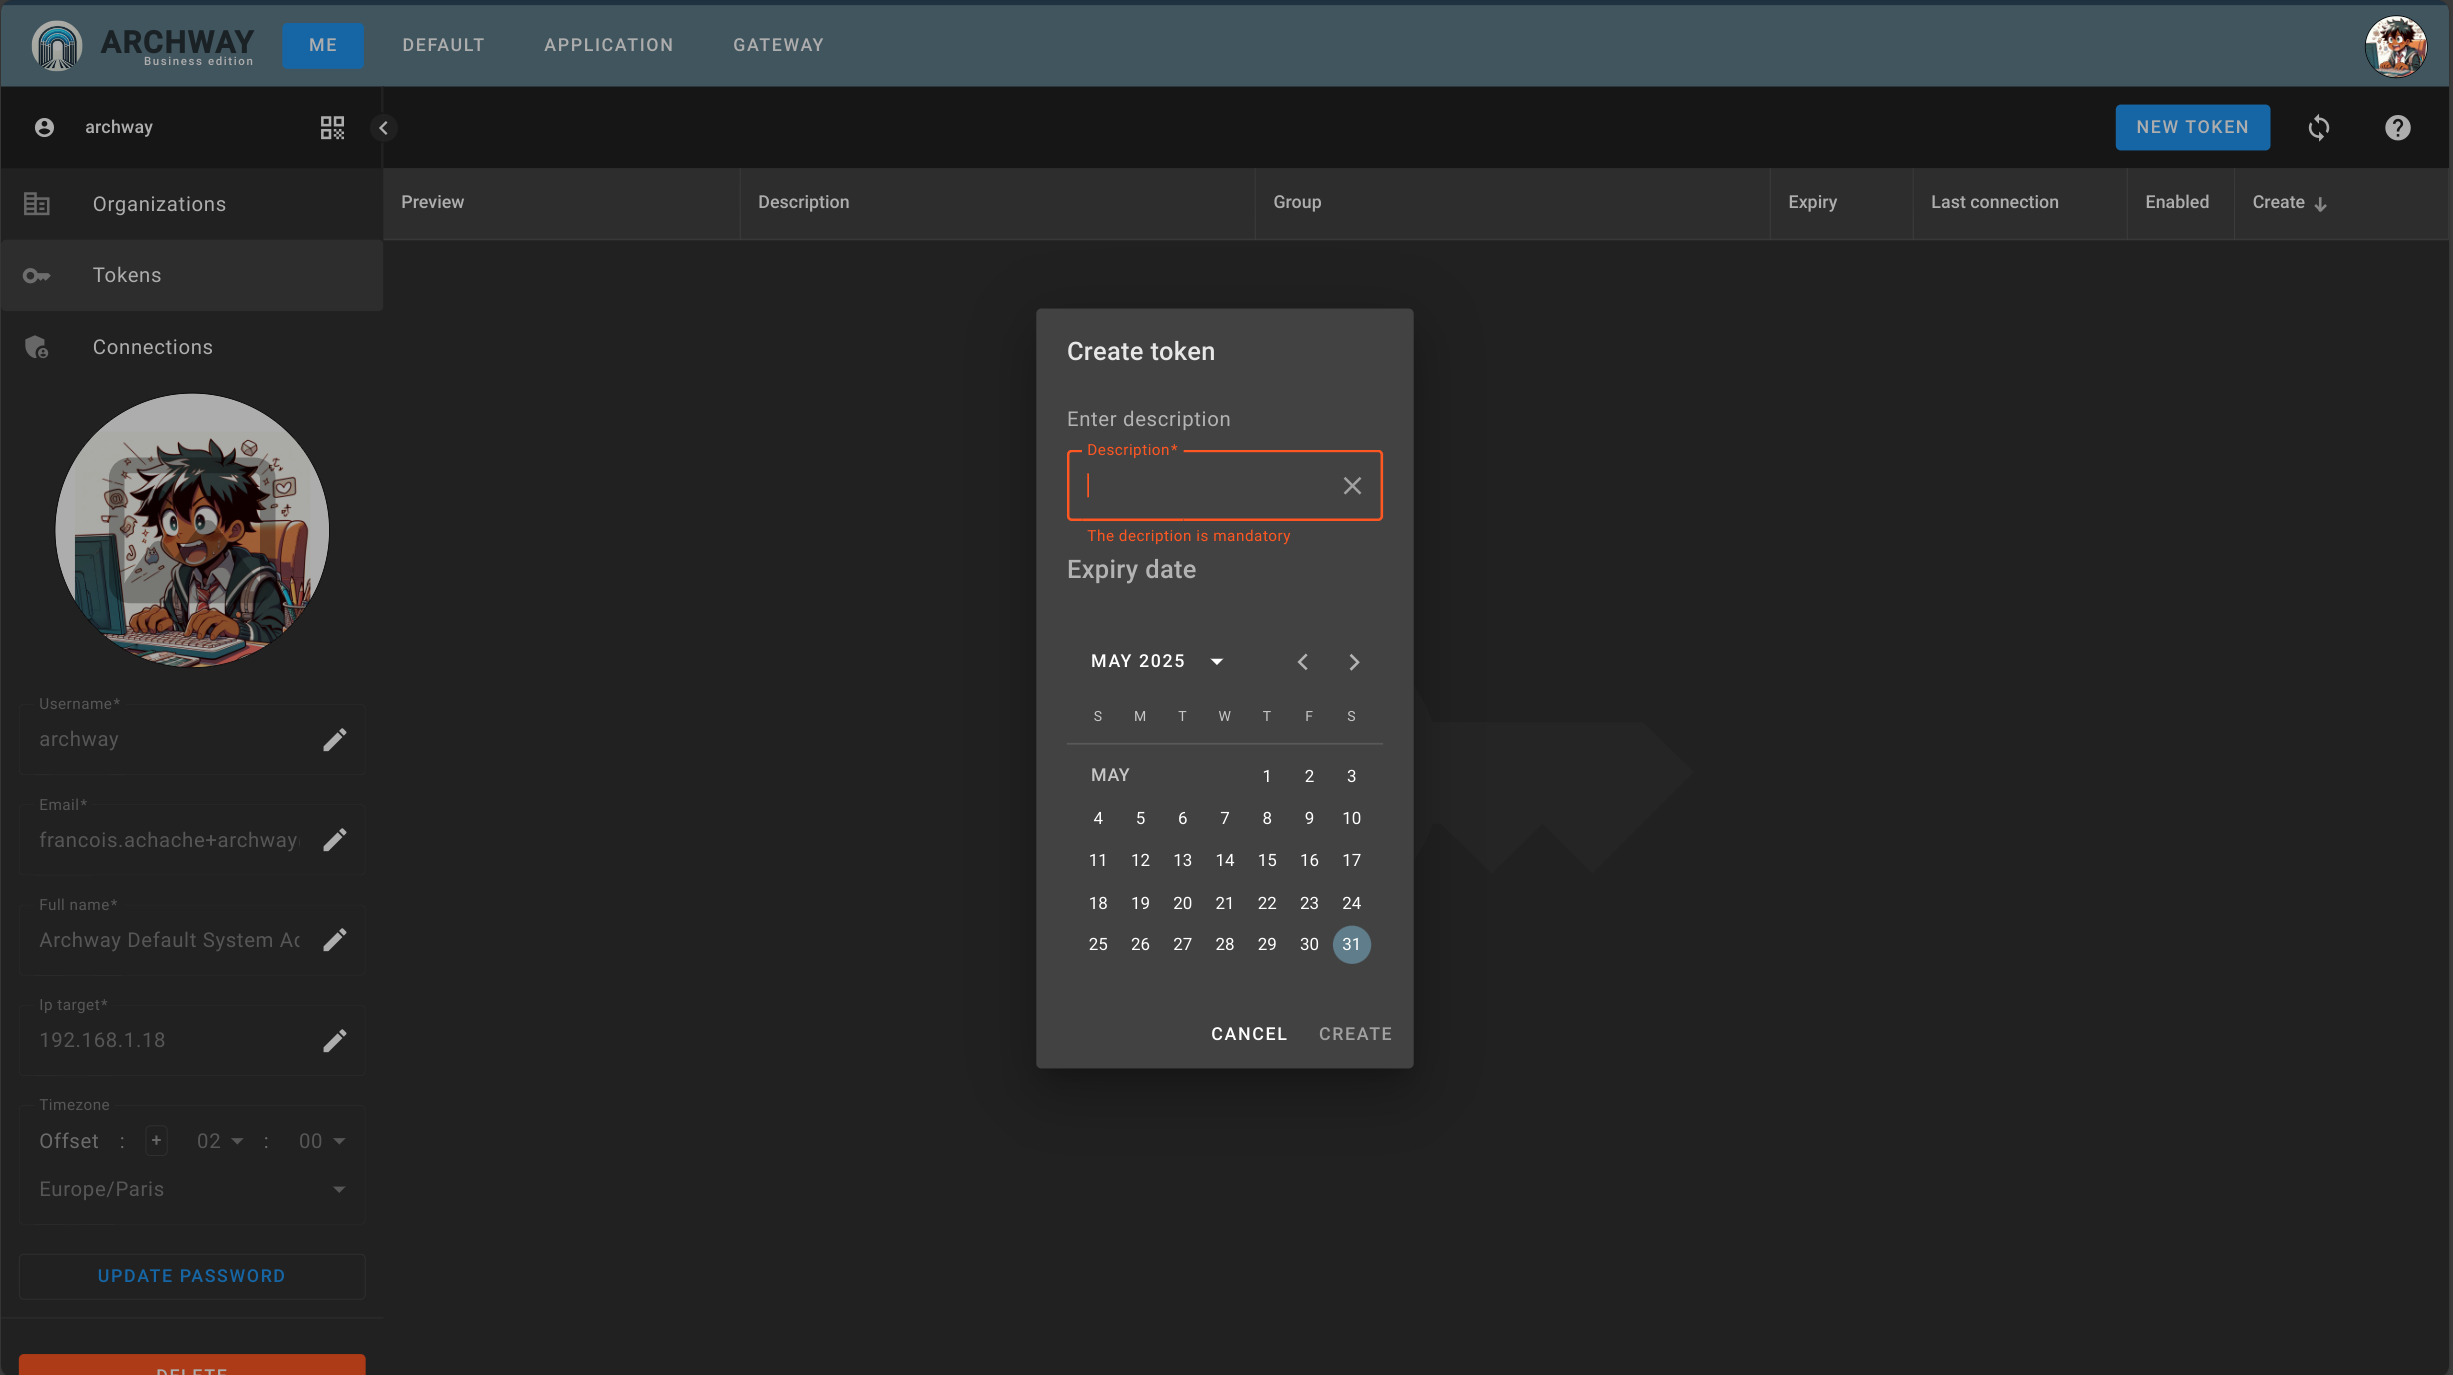 ARCHWAY
Business edition
ME
DEFAULT
APPLICATION
GATEWAY
archway
NEW TOKEN
Organizations
Tokens
Connections
Preview
Description
Group
Expiry
Last connection
Enabled
Create
Create token
Enter description
Description*
The decription is mandatory
Expiry date
MAY 2025
S M T W T F S
MAY 1 2 3
4 5 6 7 8 9 10
11 12 13 14 15 16 17
18 19 20 21 22 23 24
25 26 27 28 29 30 31
CANCEL
CREATE
Username*
archway
Email*
francois.achache+archway
Full name*
Archway Default System Ad
Ip target*
192.168.1.18
Timezone
Offset : + 02 : 00
Europe/Paris
UPDATE PASSWORD
DELETE